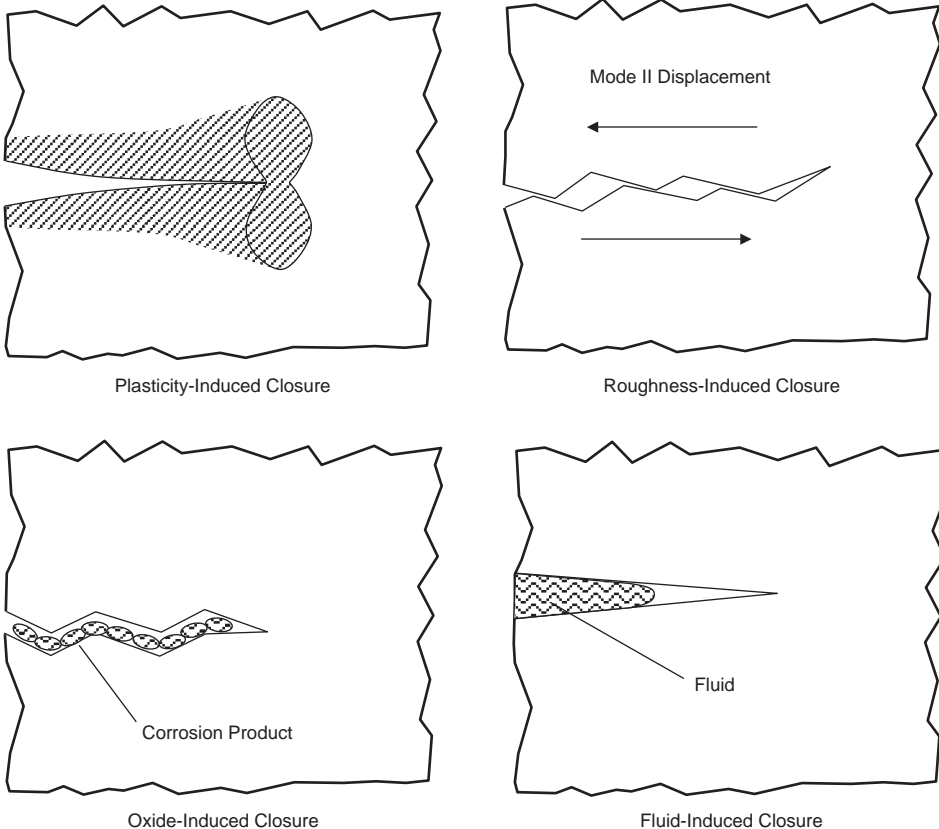 Mode II Displacement
Plasticity-Induced Closure
Roughness-Induced Closure
Corrosion Product
Fluid
Oxide-Induced Closure
Fluid-Induced Closure